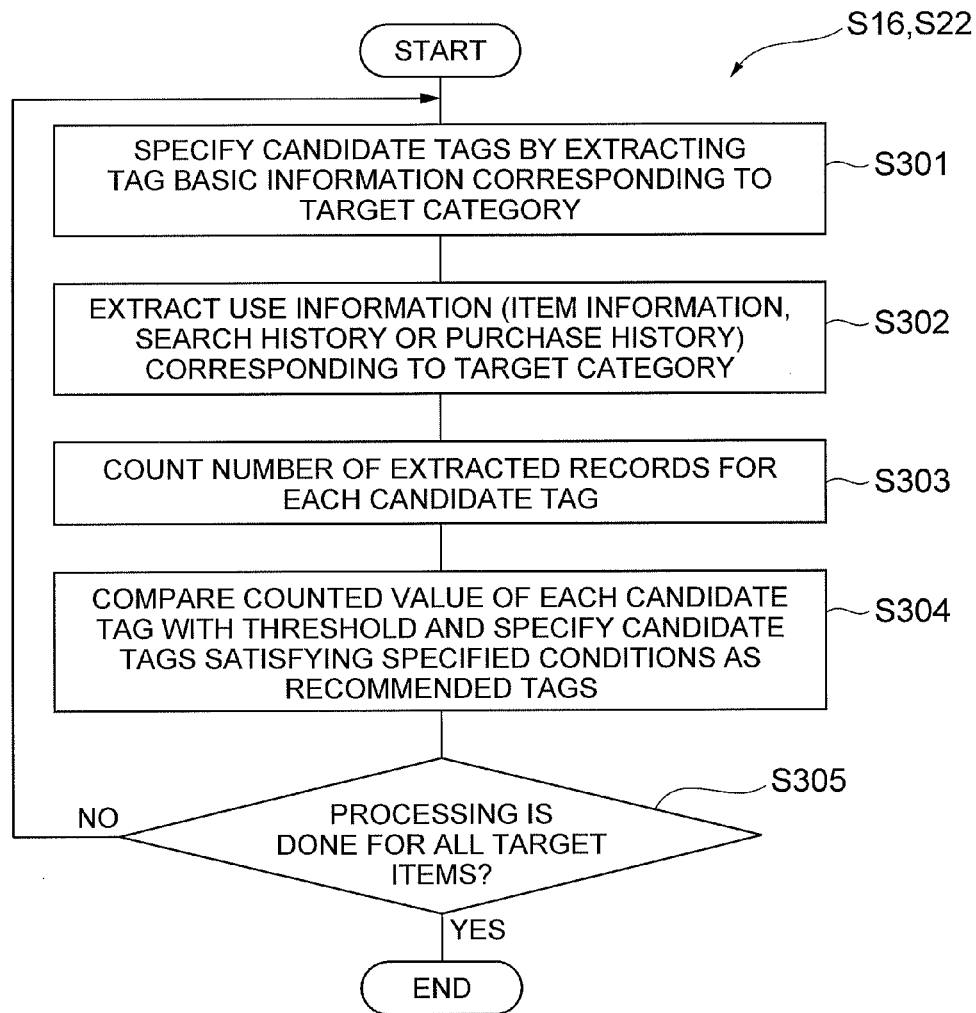 S16,S22
START
SPECIFY CANDIDATE TAGS BY EXTRACTING
TAG BASIC INFORMATION CORRESPONDING TO
TARGET CATEGORY
S301
EXTRACT USE INFORMATION (ITEM INFORMATION,
SEARCH HISTORY OR PURCHASE HISTORY)
CORRESPONDING TO TARGET CATEGORY
S302
COUNT NUMBER OF EXTRACTED RECORDS FOR
EACH CANDIDATE TAG
S303
COMPARE COUNTED VALUE OF EACH CANDIDATE
TAG WITH THRESHOLD AND SPECIFY CANDIDATE
TAGS SATISFYING SPECIFIED CONDITIONS AS
RECOMMENDED TAGS
S304
PROCESSING IS
DONE FOR ALL TARGET
ITEMS?
S305
NO
YES
END